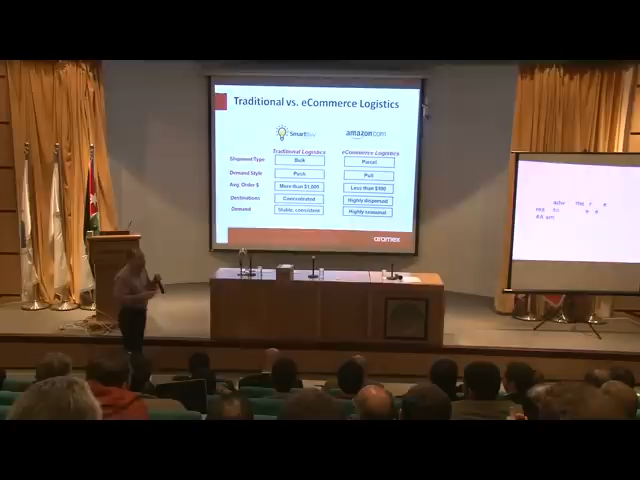 Traditional vs. eCommerce Logistics
SmartBuy amazon.com
Traditional Logistics eCommerce Logistics
Shipment Type Bulk Parcel
Demand Style Push Pull
Avg. Order $ More than $1,000 Less than $100
Destinations Concentrated Highly dispersed
Demand Stable, consistent Highly seasonal
aramex